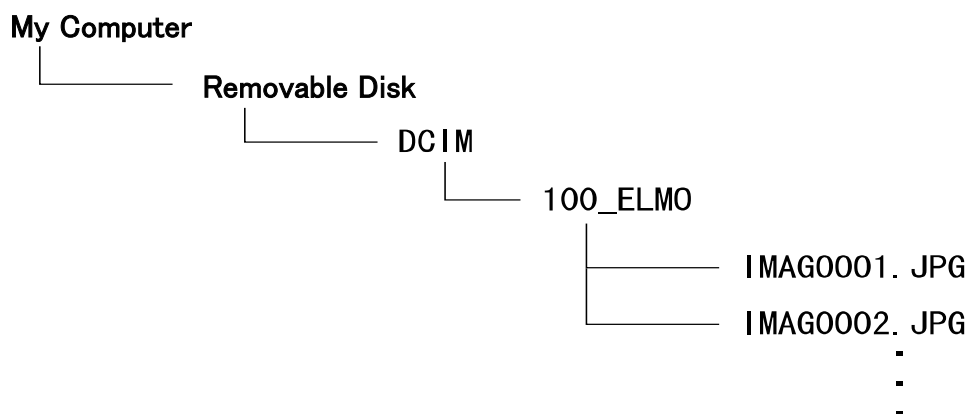 My Computer
Removable Disk
DCIM
100_ELMO
IMAG0001. JPG
IMAG0002. JPG